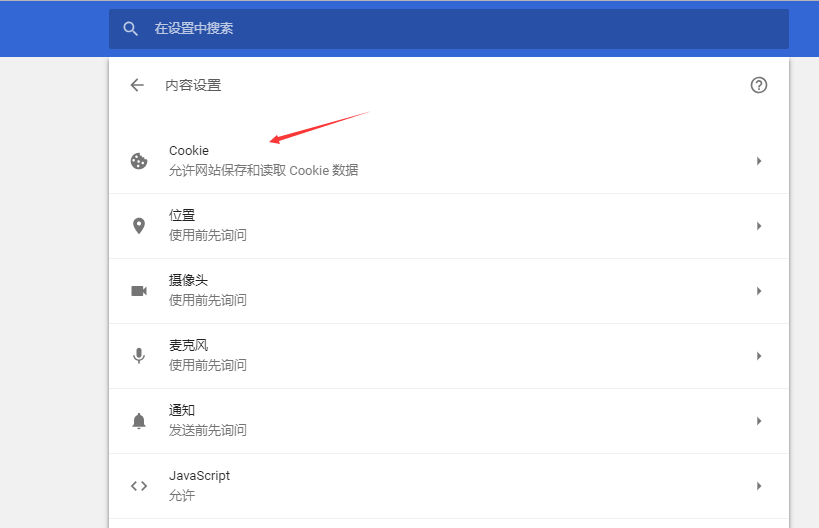 在设置中搜索
内容设置
Cookie
允许网站保存和读取 Cookie 数据
位置
使用前先询问
摄像头
使用前先询问
麦克风
使用前先询问
通知
发送前先询问
JavaScript
允许